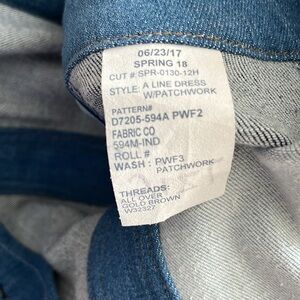 06/23/17
SPRING 18
CUT #: SPR-0130-12H
STYLE: A LINE DRESS
W/PATCHWORK
PATTERN#
D7205-594A PWF2
FABRIC CO
594M-IND
ROLL #
WASH : PWF3
PATCHWORK
THREADS:
ALL OVER
GOLD BROWN
W32327